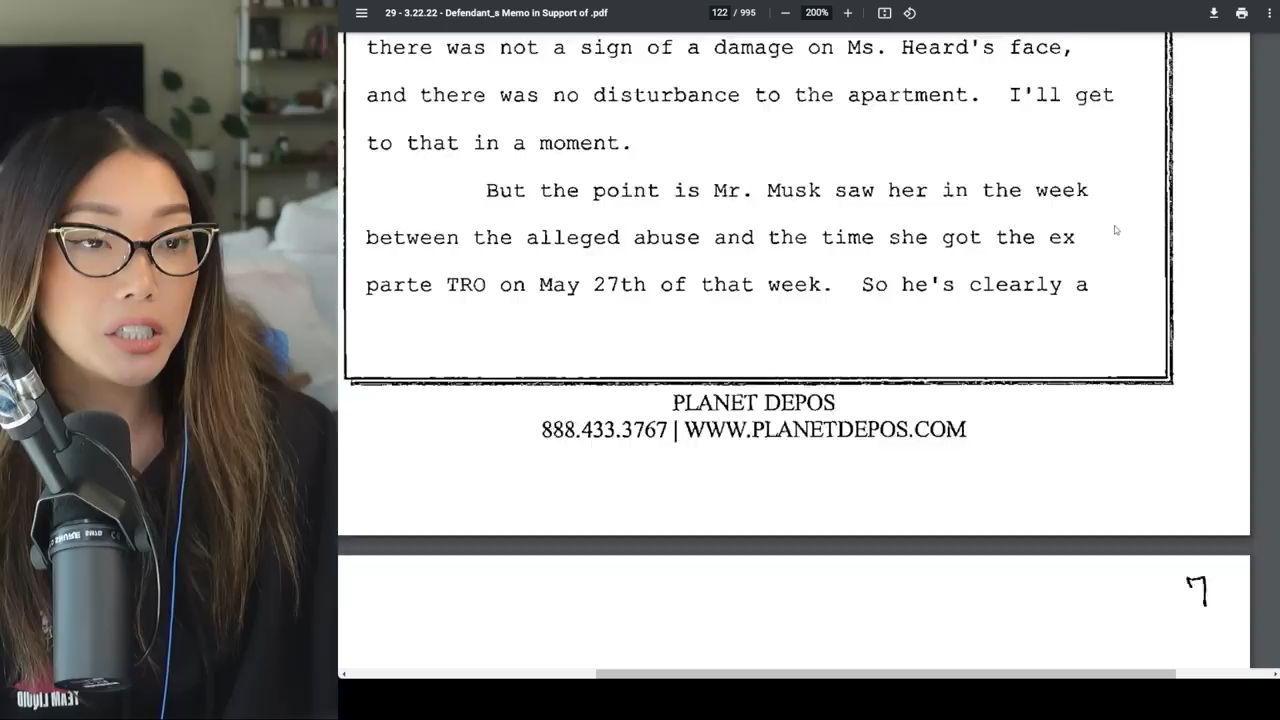 29 - 3.22.22 - Defendant_s Memo in Support of .pdf
122 / 995
200%
there was not a sign of a damage on Ms. Heard's face,
and there was no disturbance to the apartment. I'll get
to that in a moment.
But the point is Mr. Musk saw her in the week
between the alleged abuse and the time she got the ex
parte TRO on May 27th of that week. So he's clearly a
PLANET DEPOS
888.433.3767 | WWW.PLANETDEPOS.COM
7
TEAM LIQUID